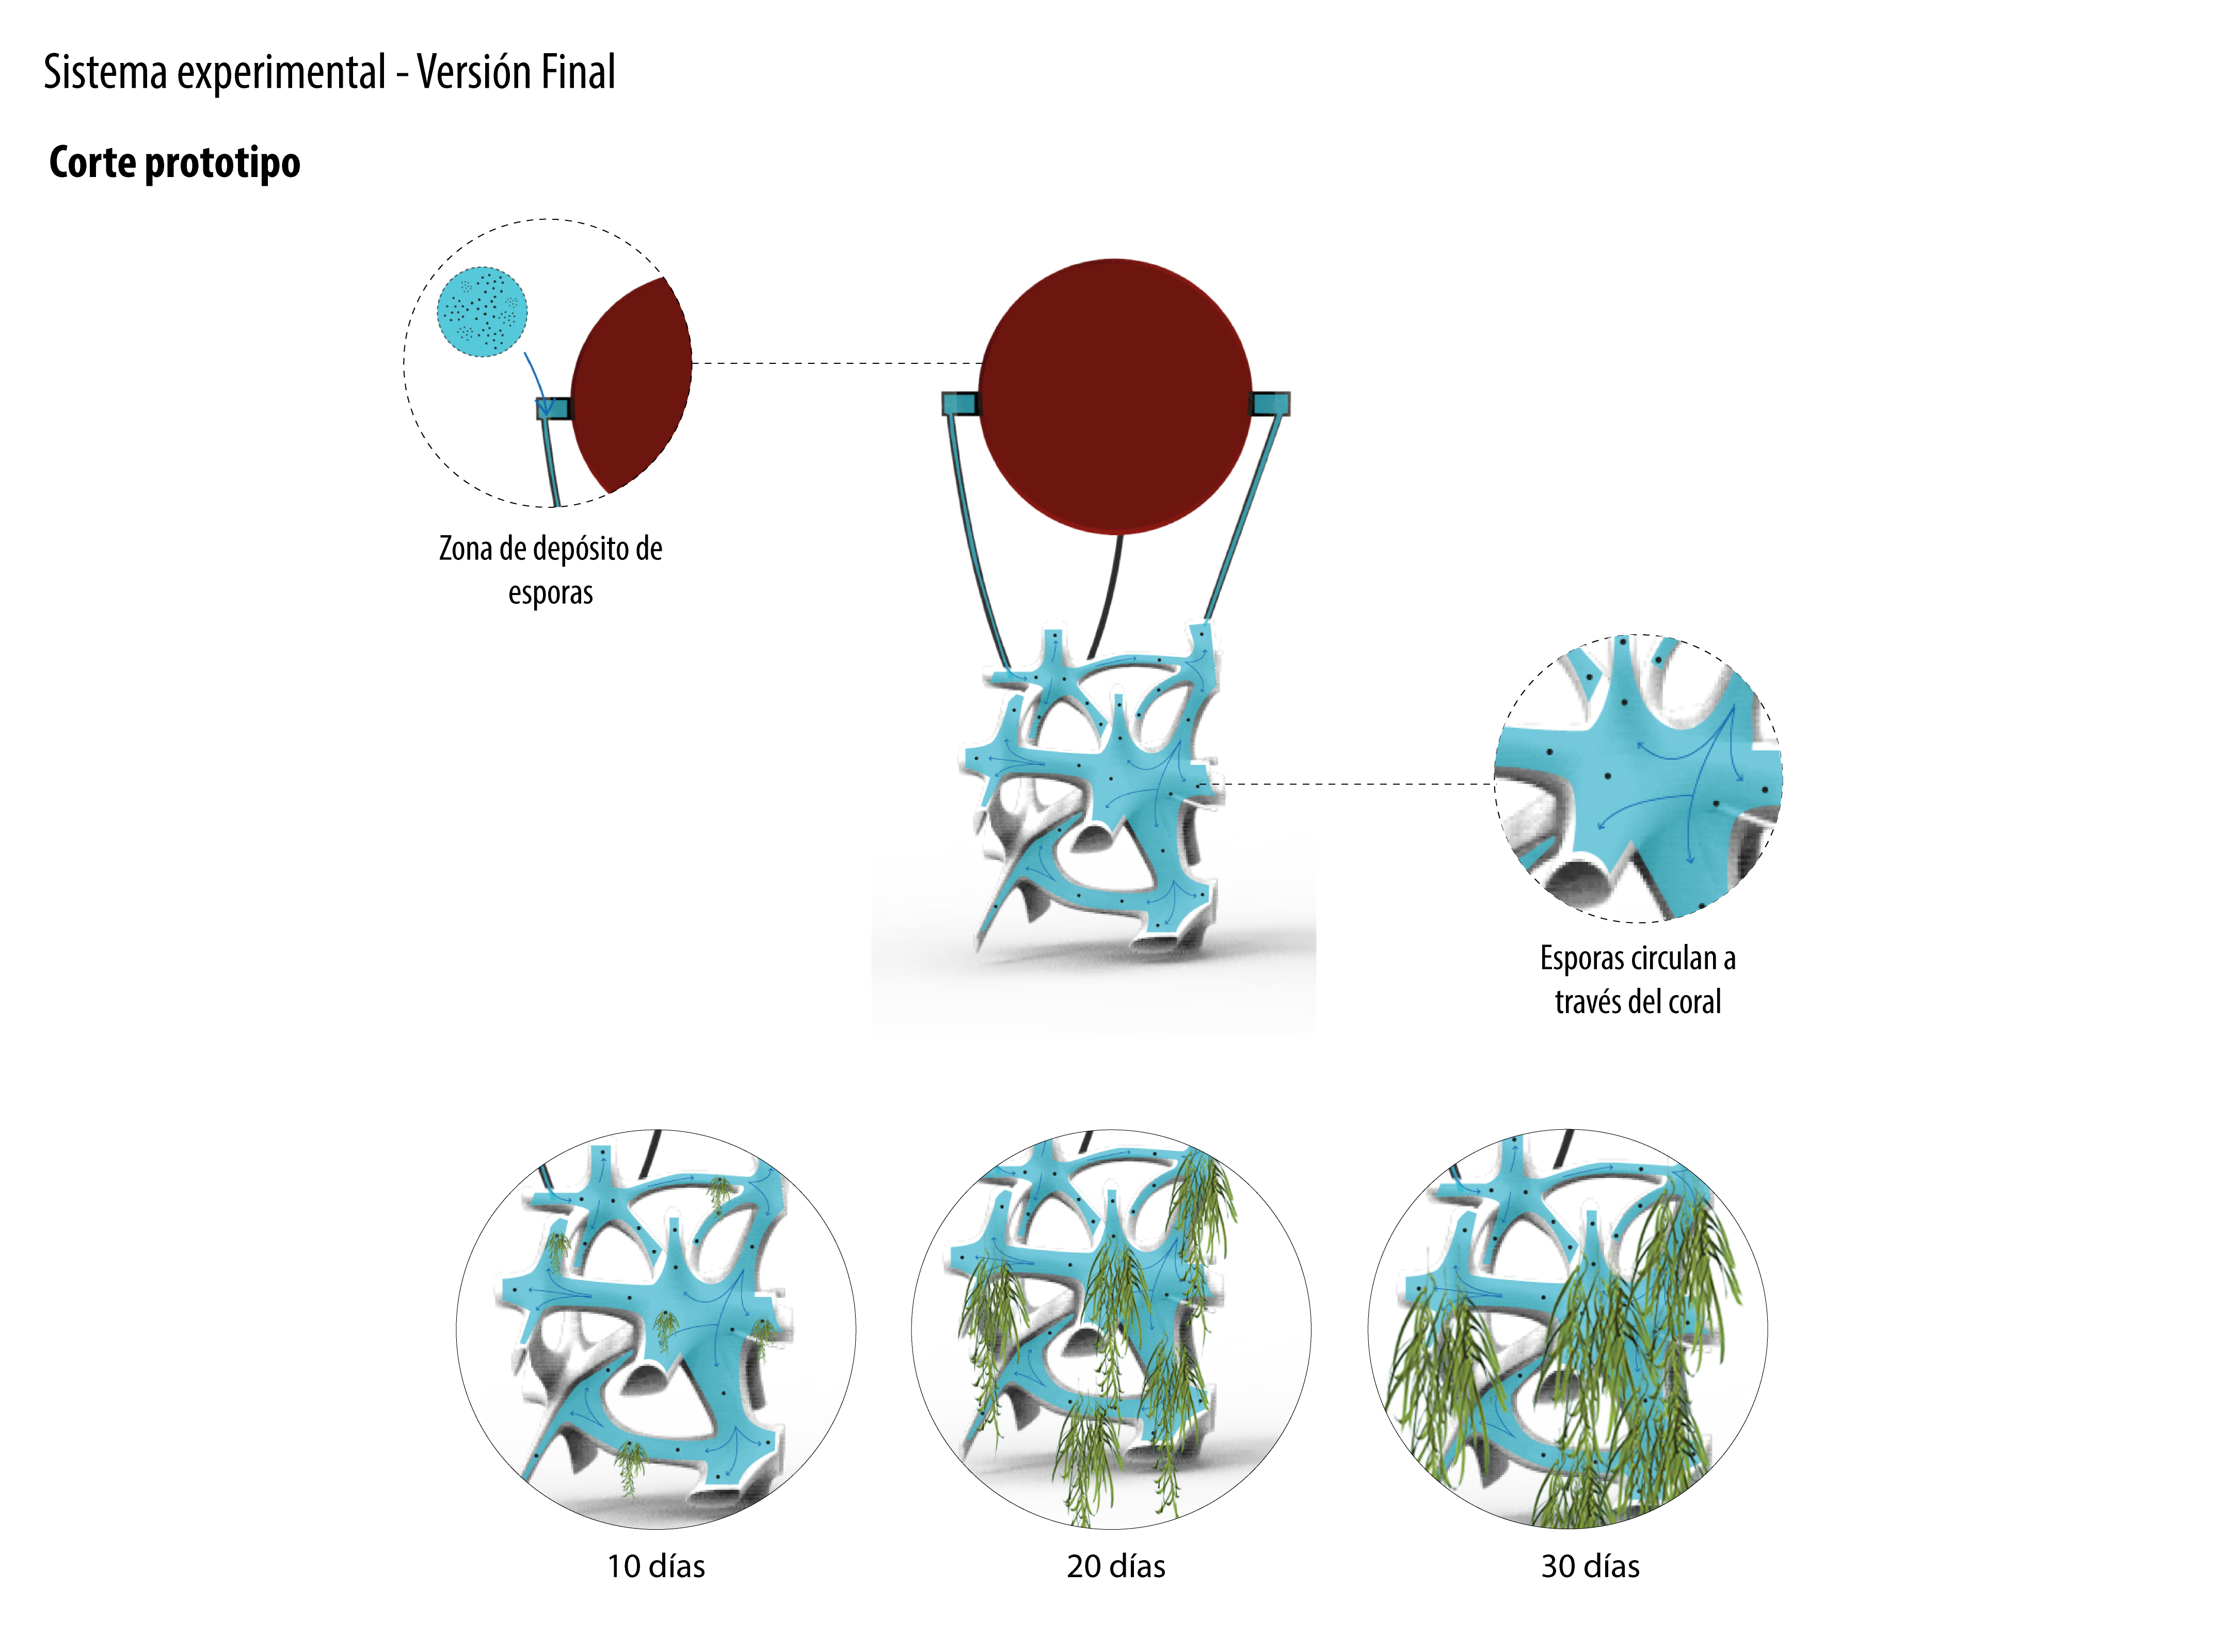 Sistema experimental - Versión Final
Corte prototipo
Zona de depósito de
esporas
Esporas circulan a
través del coral
10 días
20 días
30 días